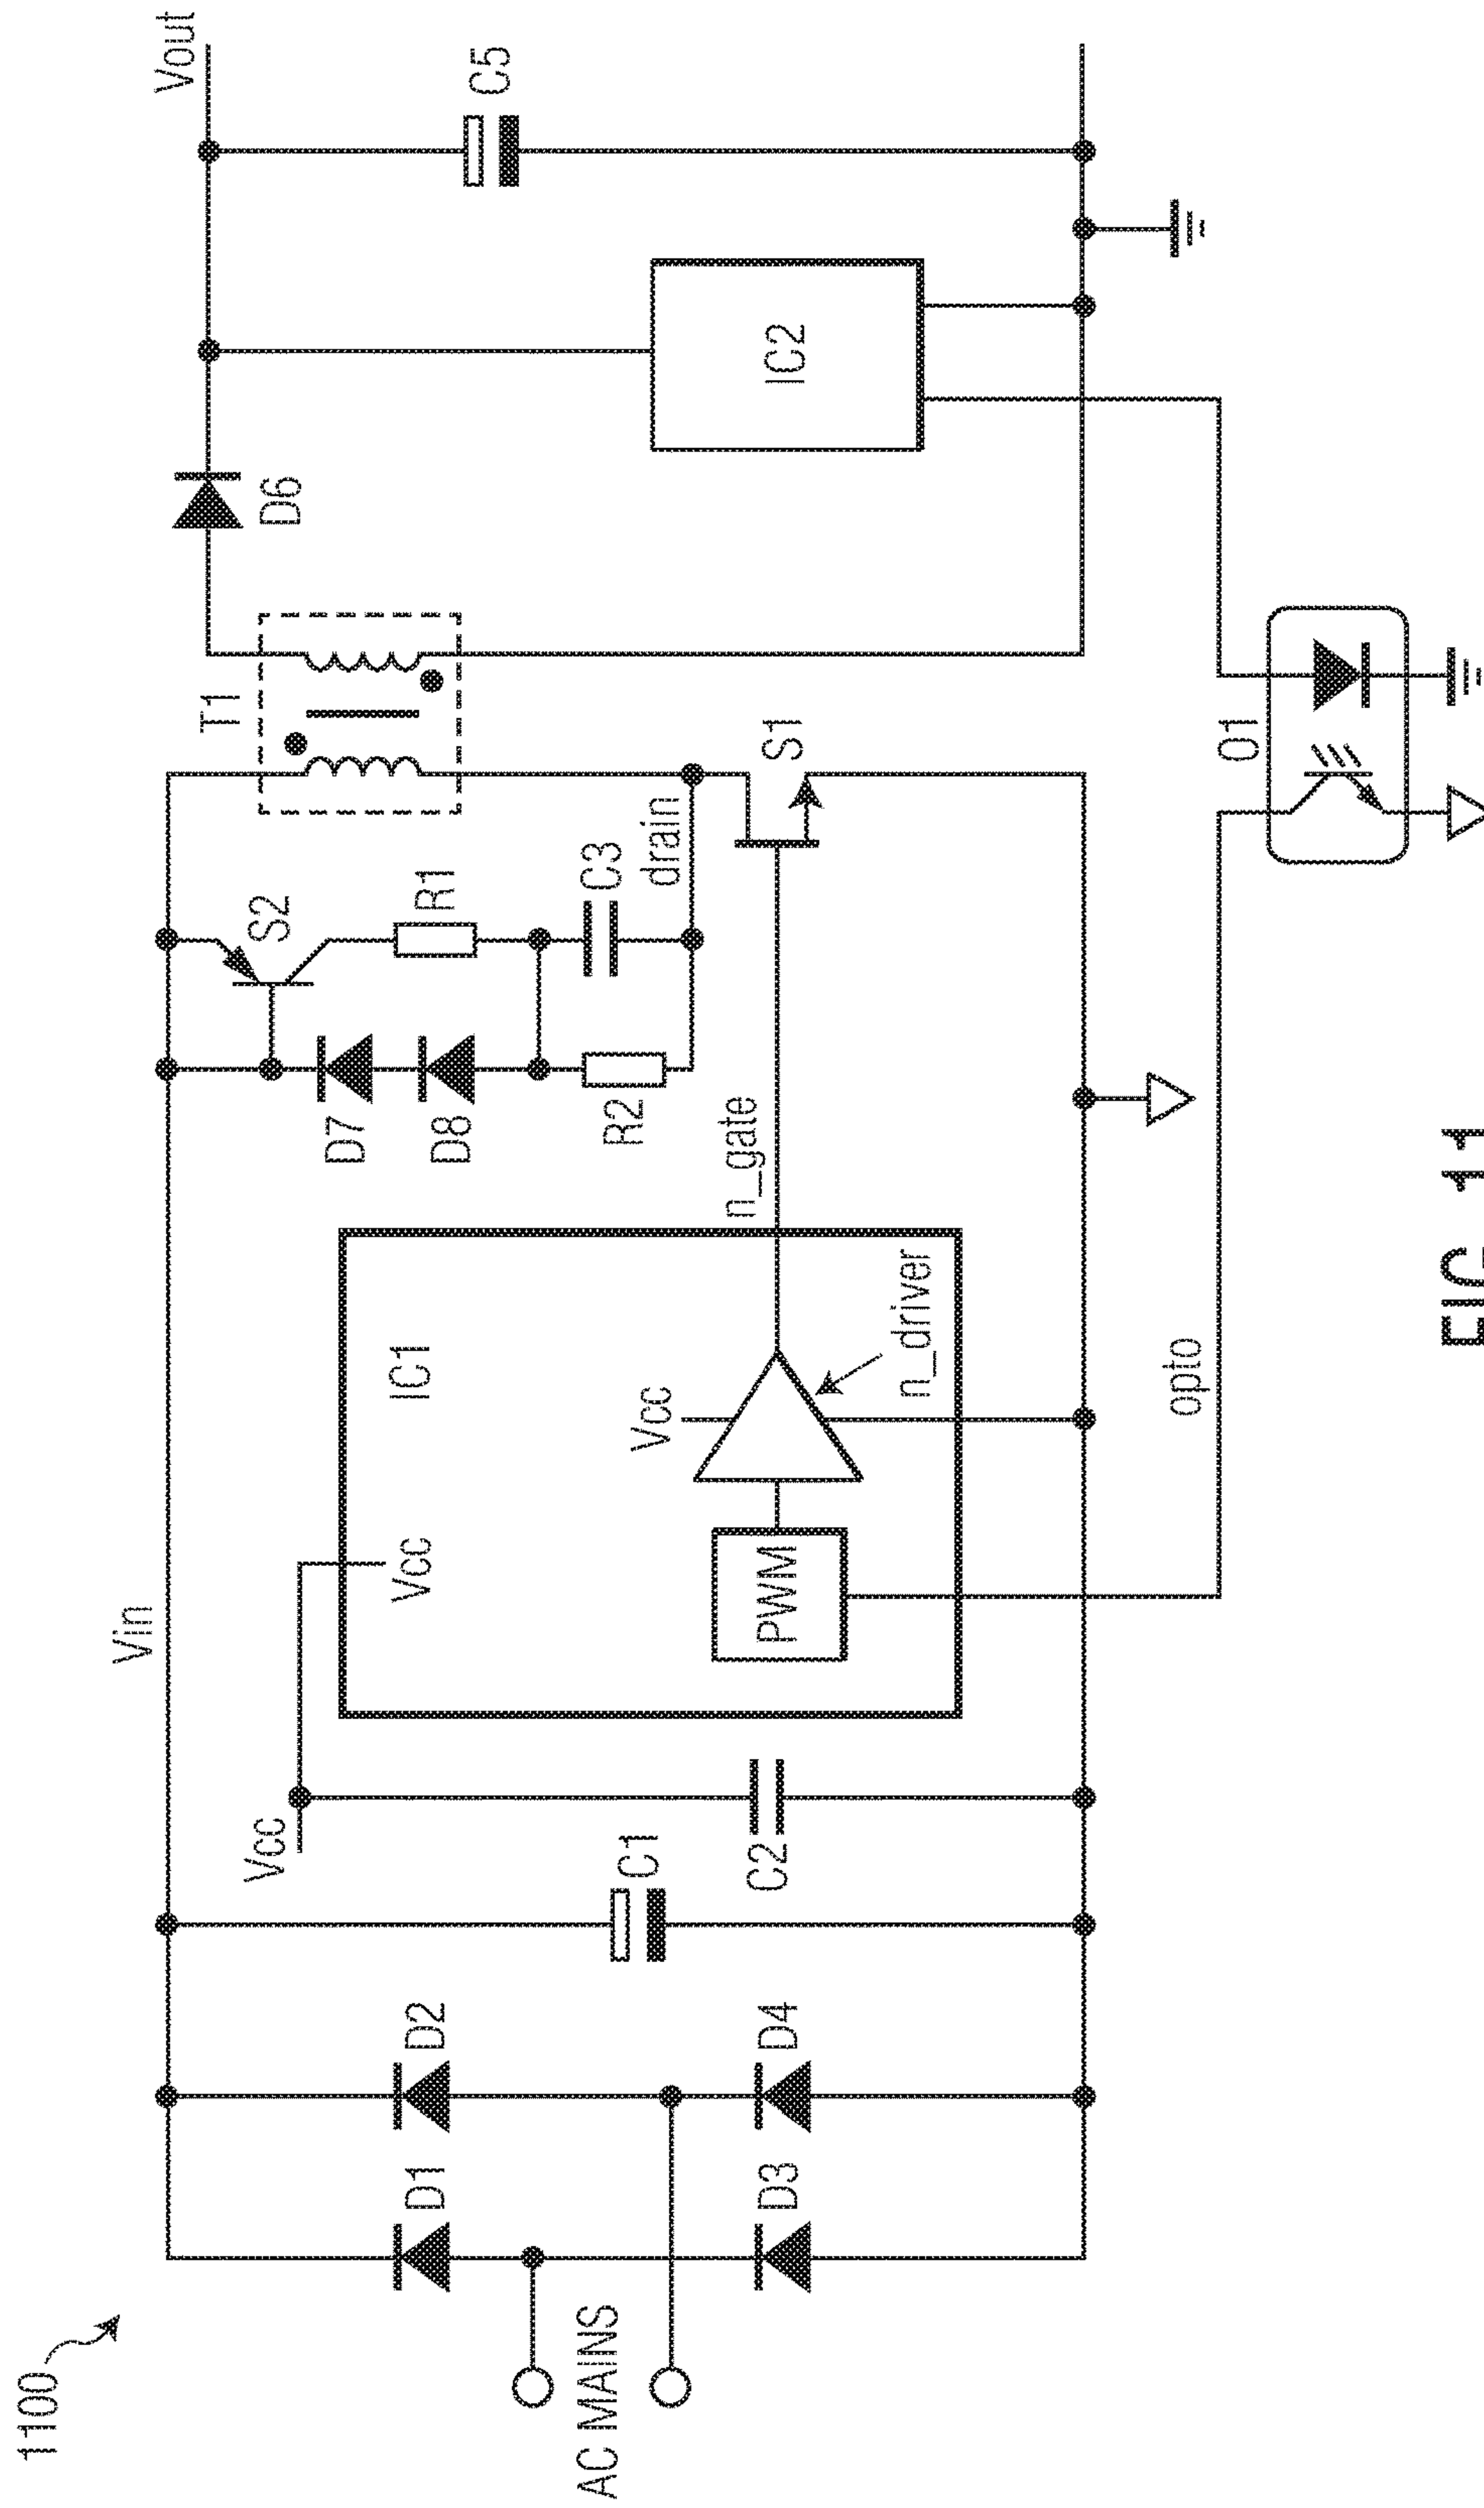 1100
Vin
Vout
T1
D6
S2
R1
D7
D8
C3
R2
drain
S1
C5
IC2
Vcc
Vcc
IC1
Vcc
PWM
n_driver
n_gate
C1
C2
D1
D2
D3
D4
AC MAINS
opto
O1
FIG. 11